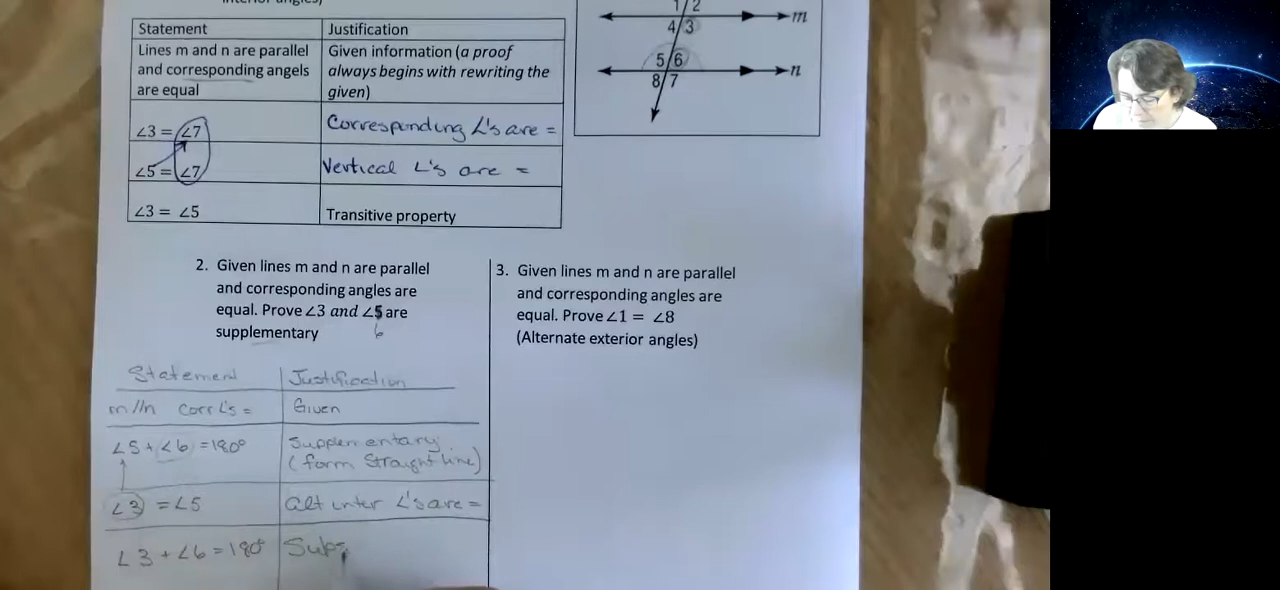 interior angles)
Statement Justification
Lines m and n are parallel
and corresponding angels
are equal
Given information (a proof
always begins with rewriting the
given)
∠3 = ∠7 Corresponding ∠'s are =
∠5 = ∠7 Vertical ∠'s are =
∠3 = ∠5 Transitive property
1 2
4 3 m
5 6
8 7 n
2. Given lines m and n are parallel
and corresponding angles are
equal. Prove ∠3 and ∠5 are
supplementary 6
Statement Justification
m//n Corr ∠'s = Given
∠5 + ∠6 = 180° Supplementary
(form Straight line)
∠3 = ∠5 alt inter ∠'s are =
∠3 + ∠6 = 180° Subs
3. Given lines m and n are parallel
and corresponding angles are
equal. Prove ∠1 = ∠8
(Alternate exterior angles)